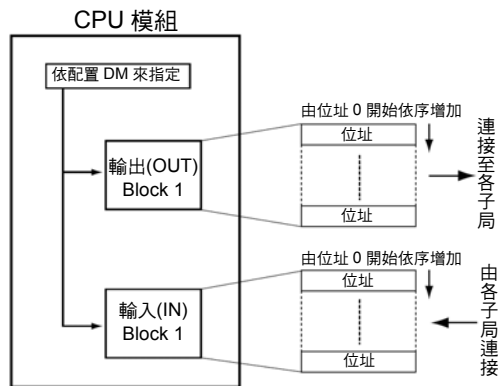 CPU 模組
依配置 DM 來指定
輸出(OUT)
Block 1
由位址 0 開始依序增加
位址
位址
連接至各子局
輸入(IN)
Block 1
由位址 0 開始依序增加
位址
位址
由各子局連接